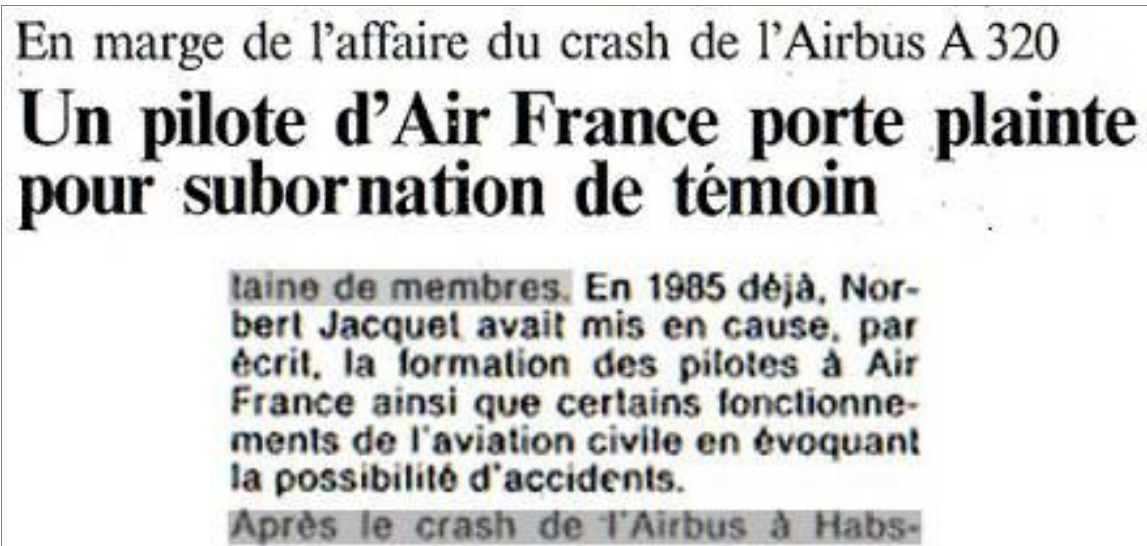 En marge de l'affaire du crash de l'Airbus A 320
Un pilote d'Air France porte plainte
pour subornation de témoin
taine de membres. En 1985 déjà, Nor-
bert Jacquet avait mis en cause, par
écrit, la formation des pilotes à Air
France ainsi que certains fonctionne-
ments de l'aviation civile en évoquant
la possibilité d'accidents.
Après le crash de l'Airbus à Habs-